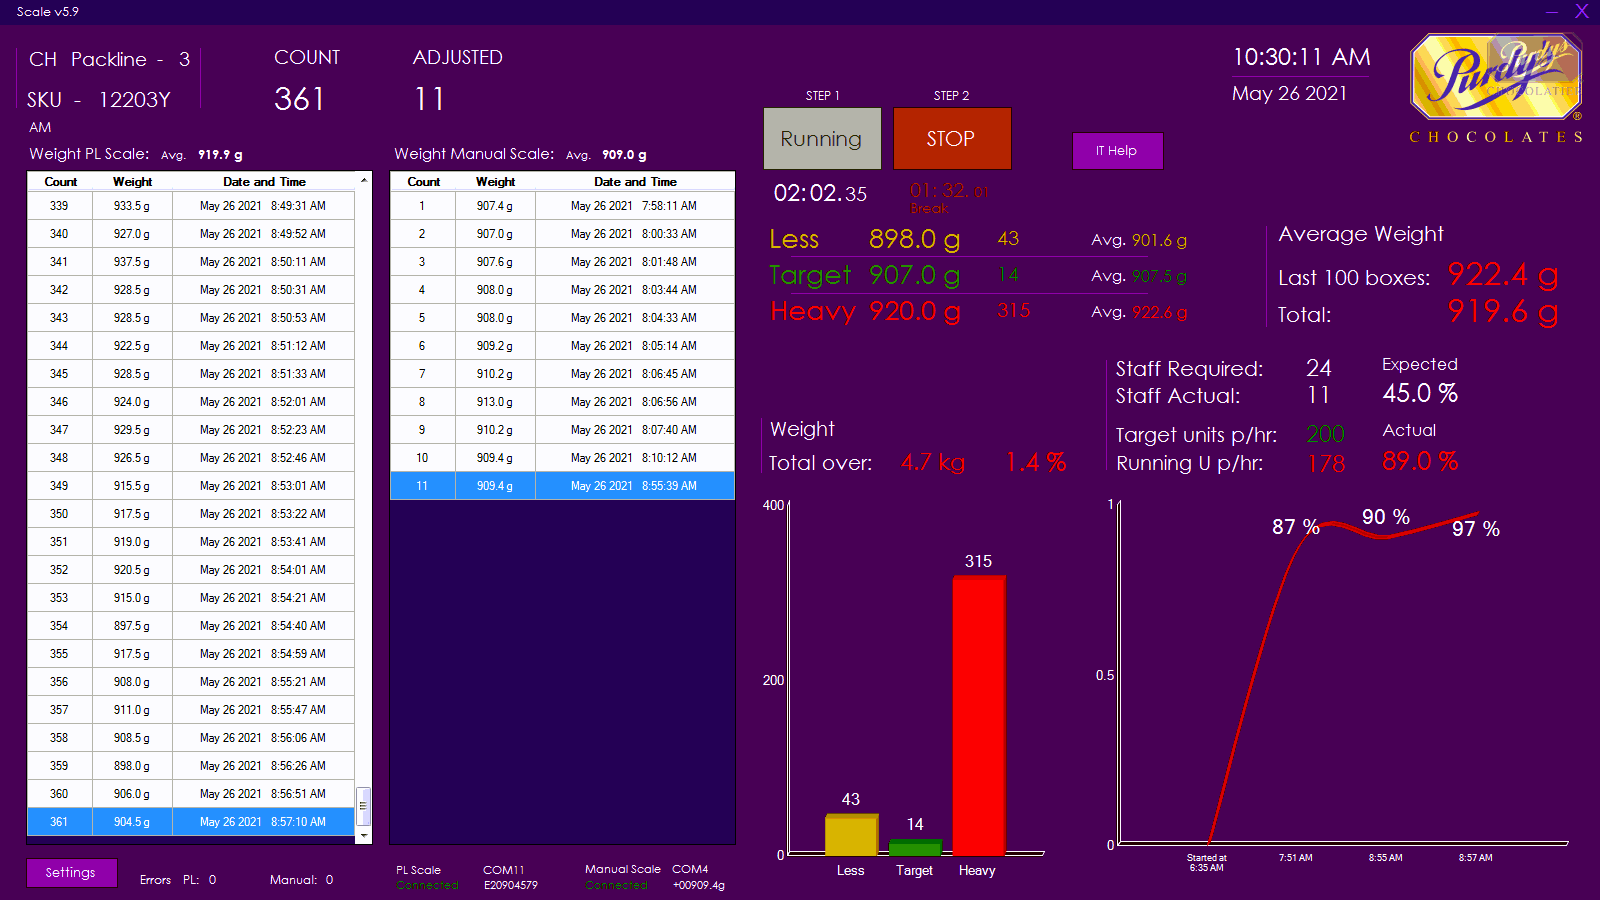 Scale v5.9
— X
CH Packline - 3
COUNT
ADJUSTED
SKU - 12203Y
361
11
AM
10:30:11 AM
May 26 2021
Purdys
CHOCOLATES
STEP 1
STEP 2
Running
STOP
IT Help
02:02.35
01:32.01
Break
Weight PL Scale: Avg. 919.9 g
Count Weight Date and Time
339 933.5 g May 26 2021 8:49:31 AM
340 927.0 g May 26 2021 8:49:52 AM
341 937.5 g May 26 2021 8:50:11 AM
342 928.5 g May 26 2021 8:50:31 AM
343 928.5 g May 26 2021 8:50:53 AM
344 922.5 g May 26 2021 8:51:12 AM
345 928.5 g May 26 2021 8:51:33 AM
346 924.0 g May 26 2021 8:52:01 AM
347 929.5 g May 26 2021 8:52:23 AM
348 926.5 g May 26 2021 8:52:46 AM
349 915.5 g May 26 2021 8:53:01 AM
350 917.5 g May 26 2021 8:53:22 AM
351 919.0 g May 26 2021 8:53:41 AM
352 920.5 g May 26 2021 8:54:01 AM
353 915.0 g May 26 2021 8:54:21 AM
354 897.5 g May 26 2021 8:54:40 AM
355 917.5 g May 26 2021 8:54:59 AM
356 908.0 g May 26 2021 8:55:21 AM
357 911.0 g May 26 2021 8:55:47 AM
358 908.5 g May 26 2021 8:56:06 AM
359 898.0 g May 26 2021 8:56:26 AM
360 906.0 g May 26 2021 8:56:51 AM
361 904.5 g May 26 2021 8:57:10 AM
Weight Manual Scale: Avg. 909.0 g
Count Weight Date and Time
1 907.4 g May 26 2021 7:58:11 AM
2 907.0 g May 26 2021 8:00:33 AM
3 907.6 g May 26 2021 8:01:48 AM
4 908.0 g May 26 2021 8:03:44 AM
5 908.0 g May 26 2021 8:04:33 AM
6 909.2 g May 26 2021 8:05:14 AM
7 910.2 g May 26 2021 8:06:45 AM
8 913.0 g May 26 2021 8:06:56 AM
9 910.2 g May 26 2021 8:07:40 AM
10 909.4 g May 26 2021 8:10:12 AM
11 909.4 g May 26 2021 8:55:39 AM
Less 898.0 g 43 Avg. 901.6 g
Target 907.0 g 14 Avg. 907.5 g
Heavy 920.0 g 315 Avg. 922.6 g
Average Weight
Last 100 boxes: 922.4 g
Total: 919.6 g
Staff Required: 24
Staff Actual: 11
Expected
45.0 %
Target units p/hr: 200
Running U p/hr: 178
Actual
89.0 %
Weight
Total over: 4.7 kg 1.4 %
400
200
0
43
14
315
Less Target Heavy
1
0.5
0
87 %
90 %
97 %
Started at
6:35 AM
7:51 AM
8:55 AM
8:57 AM
Settings
Errors PL: 0 Manual: 0
PL Scale COM11
Connected E20904579
Manual Scale COM4
Connected +00909.4g